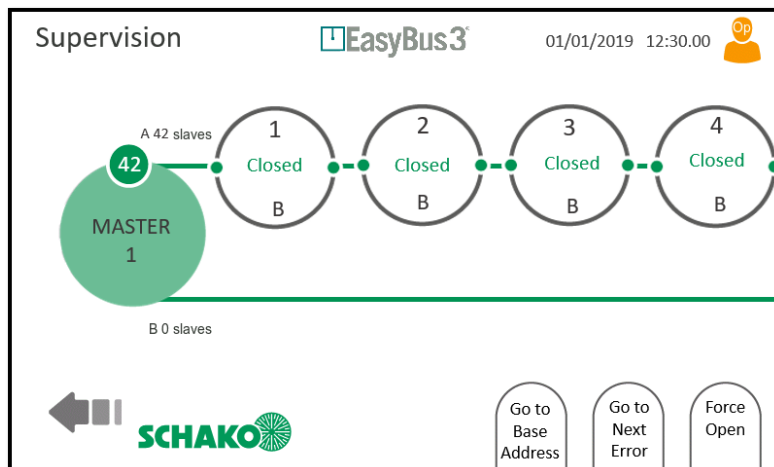 Supervision
EasyBus3
01/01/2019 12:30.00
Op
A 42 slaves
42
MASTER
1
1
Closed
B
2
Closed
B
3
Closed
B
4
Closed
B
B 0 slaves
SCHAKO
Go to
Base
Address
Go to
Next
Error
Force
Open